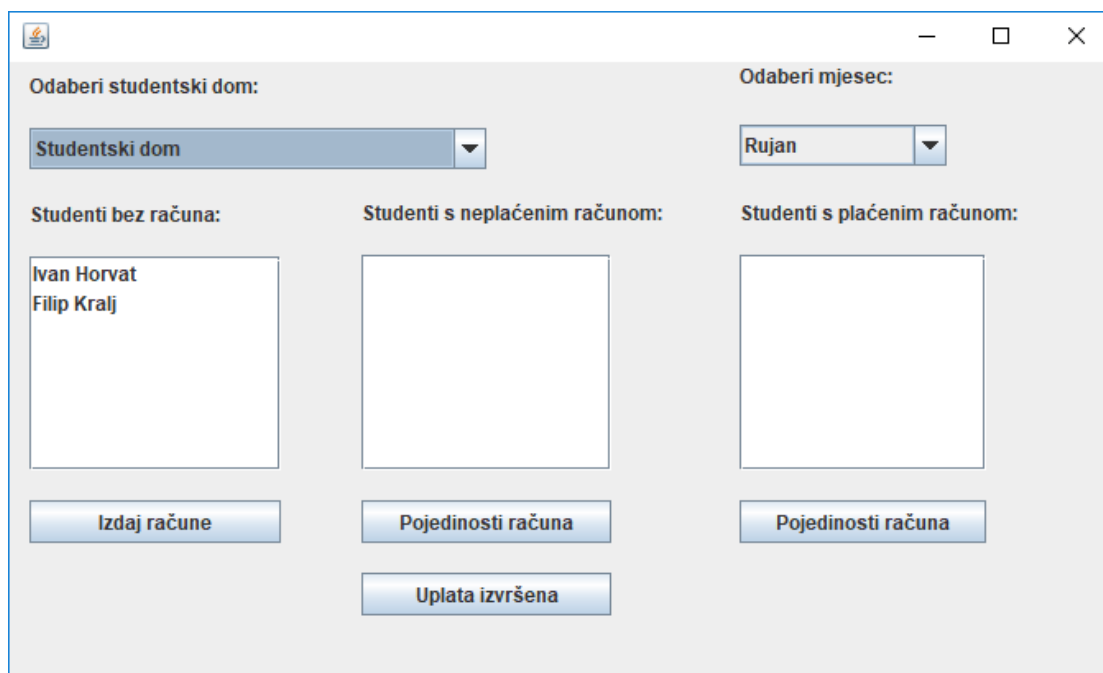 Odaberi studentski dom:
Odaberi mjesec:
Studentski dom
Rujan
Studenti bez računa:
Studenti s neplaćenim računom:
Studenti s plaćenim računom:
Ivan Horvat
Filip Kralj
Izdaj račune
Pojedinosti računa
Pojedinosti računa
Uplata izvršena